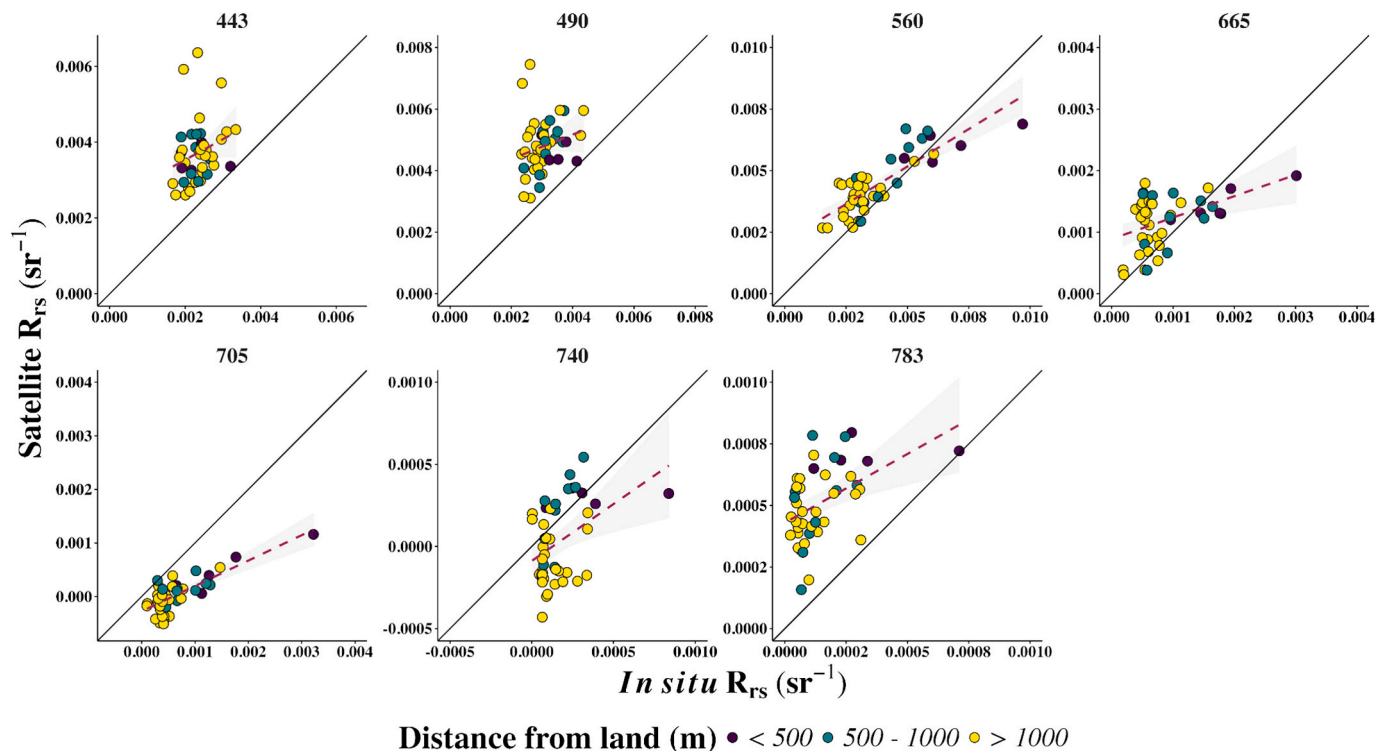 443 490 560 665
0.006 0.004 0.002 0.000
0.000 0.002 0.004 0.006
0.008 0.006 0.004 0.002 0.000
0.000 0.002 0.004 0.006 0.008
0.010 0.008 0.005 0.002 0.000
0.000 0.002 0.006 0.008 0.010
0.004 0.003 0.002 0.001 0.000
0.000 0.001 0.002 0.003 0.004
Satellite Rrs (sr−1)
705 740 783
0.004 0.003 0.002 0.001 0.000
0.000 0.001 0.002 0.003 0.004
0.0010 0.0005 0.0000 -0.0005
-0.0005 0.0000 0.0005 0.0010
0.0010 0.0008 0.0005 0.0002 0.0000
0.0000 0.0002 0.0005 0.0008 0.0010
In situ Rrs (sr−1)
Distance from land (m) < 500 500 - 1000 > 1000